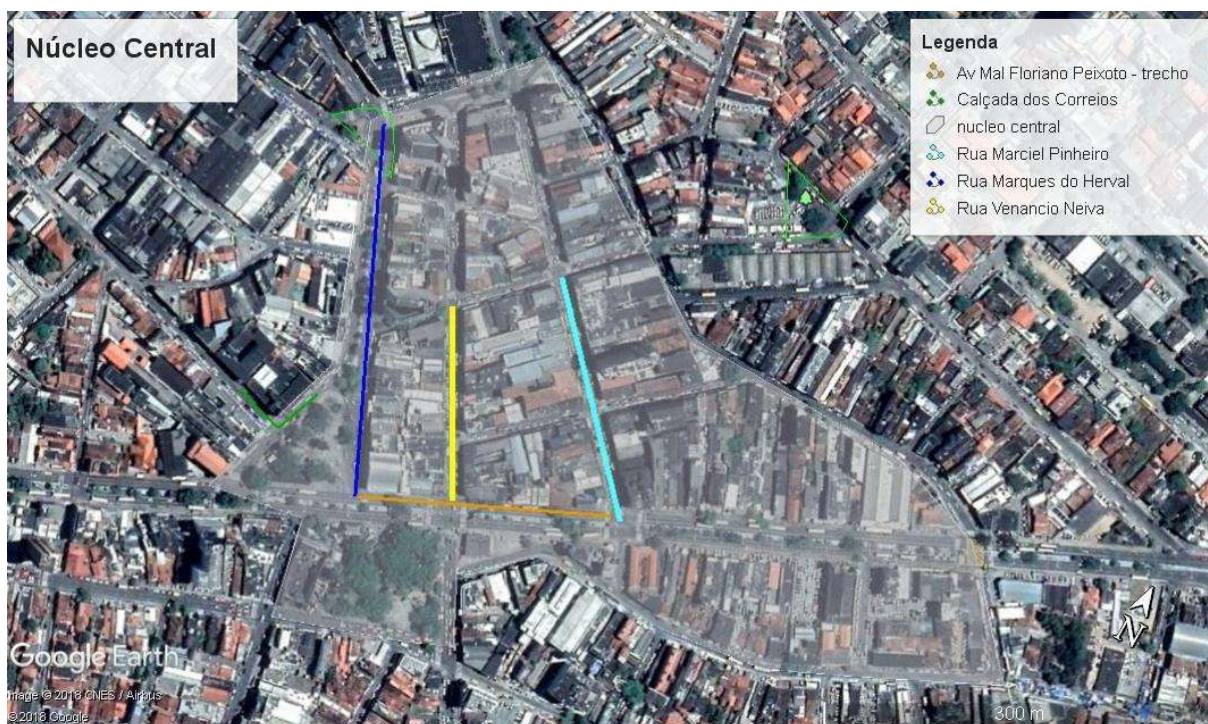 Núcleo Central
Legenda
Av Mal Floriano Peixoto - trecho
Calçada dos Correios
nucleo central
Rua Marciel Pinheiro
Rua Marques do Herval
Rua Venancio Neiva
N
Google Earth
Image © 2018 CNES / Airbus
© 2018 Google
300 m